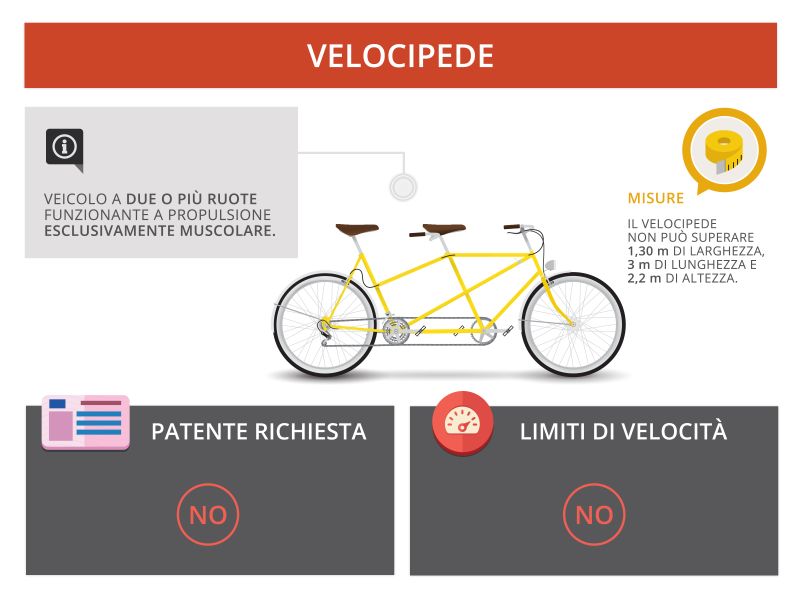 VELOCIPEDE
VEICOLO A DUE O PIÙ RUOTE
FUNZIONANTE A PROPULSIONE
ESCLUSIVAMENTE MUSCOLARE.
MISURE
IL VELOCIPEDE
NON PUÒ SUPERARE
1,30 m DI LARGHEZZA,
3 m DI LUNGHEZZA E
2,2 m DI ALTEZZA.
PATENTE RICHIESTA
NO
LIMITI DI VELOCITÀ
NO